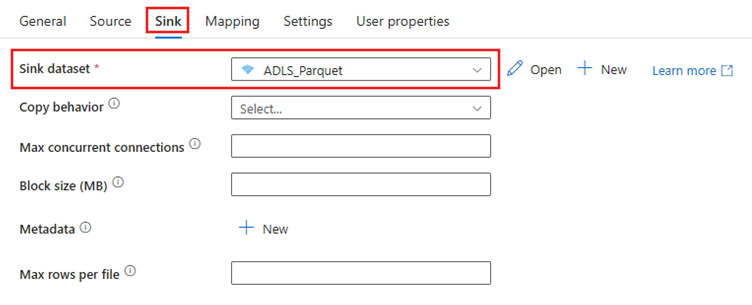 General Source Sink Mapping Settings User properties
Sink dataset * ADLS_Parquet Open New Learn more
Copy behavior Select...
Max concurrent connections
Block size (MB)
Metadata New
Max rows per file